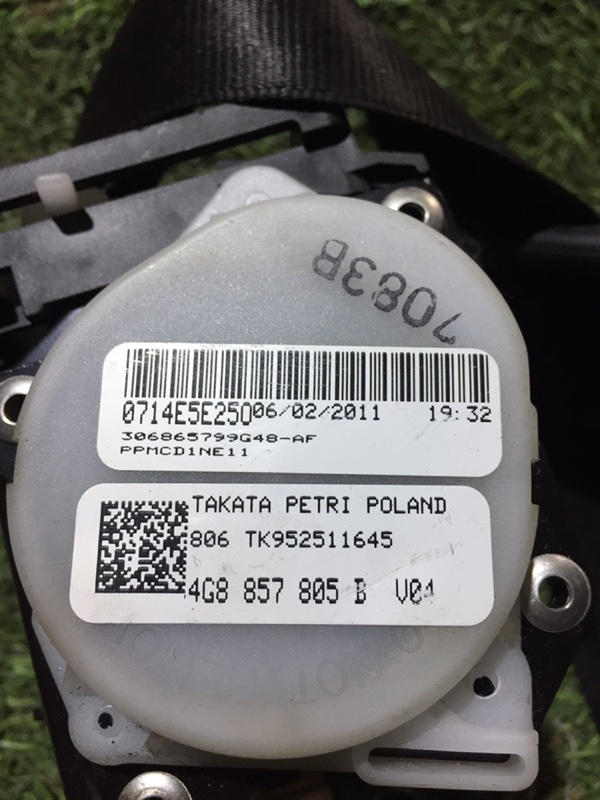 7083B
0714E5E250 06/02/2011 19:32
306865799G48-AF
PPMCD1NE11
TAKATA PETRI POLAND
806 TK952511645
4G8 857 805 B V04
NOT